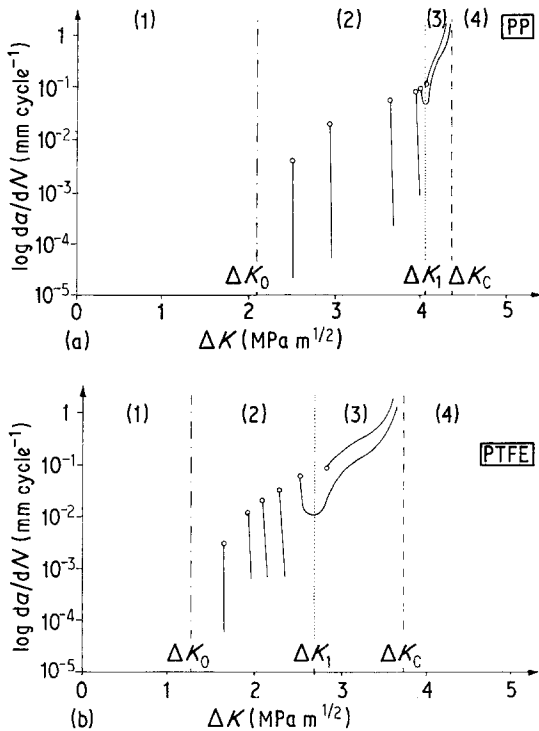 (1) (2) (3) (4)
PP
1
10⁻¹
10⁻²
10⁻³
10⁻⁴
10⁻⁵
log da/dN (mm cycle⁻¹)
ΔK₀ ΔK₁ ΔK_C
0 1 2 3 4 5
(a) ΔK (MPa m^1/2)
(1) (2) (3) (4)
PTFE
1
10⁻¹
10⁻²
10⁻³
10⁻⁴
10⁻⁵
log da/dN (mm cycle⁻¹)
ΔK₀ ΔK₁ ΔK_C
0 1 2 3 4 5
(b) ΔK (MPa m^1/2)